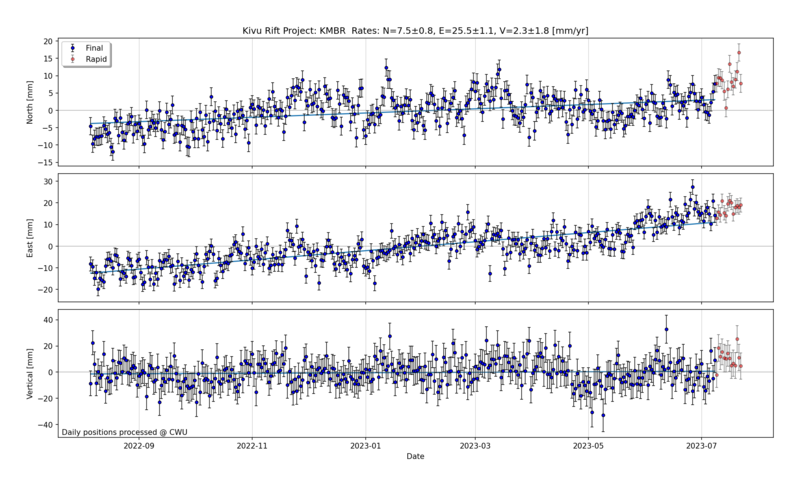 Kivu Rift Project: KMBR Rates: N=7.5±0.8, E=25.5±1.1, V=2.3±1.8 [mm/yr]
Final
Rapid
North [mm]
20
15
10
5
0
−5
−10
−15
East [mm]
30
20
10
0
−10
−20
Vertical [mm]
40
20
0
−20
−40
Daily positions processed @ CWU
2022-09 2022-11 2023-01 2023-03 2023-05 2023-07
Date